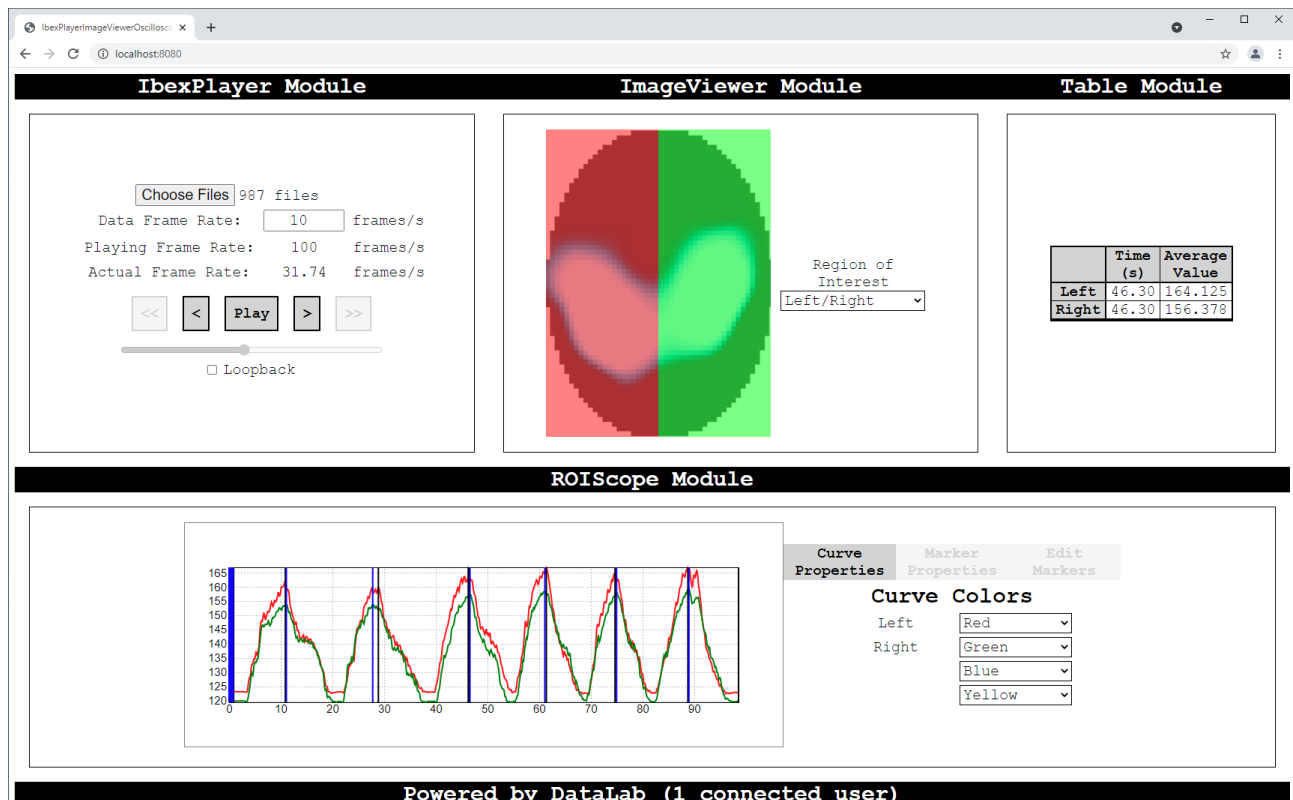 IbexPlayerImageViewerOscillosc
localhost:8080
IbexPlayer Module
ImageViewer Module
Table Module
Choose Files 987 files
Data Frame Rate: 10 frames/s
Playing Frame Rate: 100 frames/s
Actual Frame Rate: 31.74 frames/s
<< < Play > >>
Loopback
Region of
Interest
Left/Right
Time (s) Average Value
Left 46.30 164.125
Right 46.30 156.378
ROIScope Module
165
160
155
150
145
140
135
130
125
120
0 10 20 30 40 50 60 70 80 90
Curve Properties
Marker Properties
Edit Markers
Curve Colors
Left Red
Right Green
Blue
Yellow
Powered by DataLab (1 connected user)